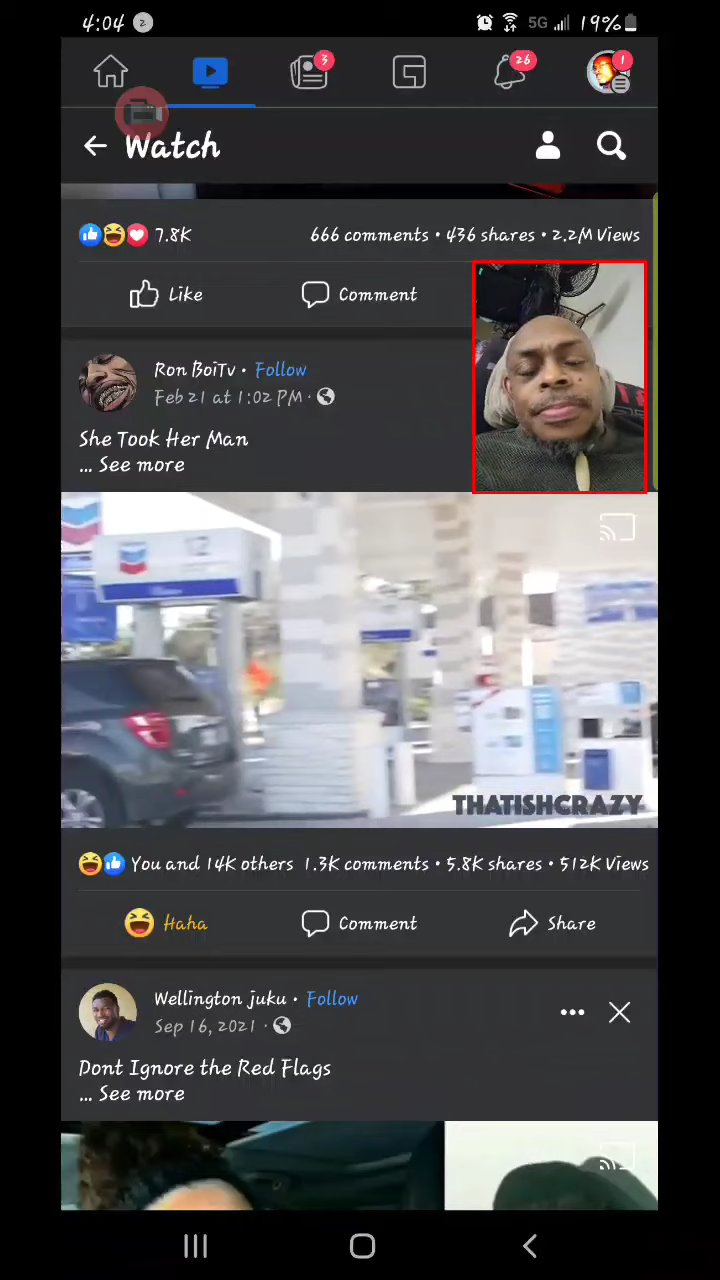 4:04 2 5G 19%
3 26 1
Watch
7.8K 666 comments • 436 shares • 2.2M Views
Like Comment
Ron BoiTv • Follow
Feb 21 at 1:02 PM •
She Took Her Man
... See more
12
THATISHCRAZY
You and 14K others 1.3K comments • 5.8K shares • 512K Views
Haha Comment Share
Wellington juku • Follow
Sep 16, 2021 •
Dont Ignore the Red Flags
... See more